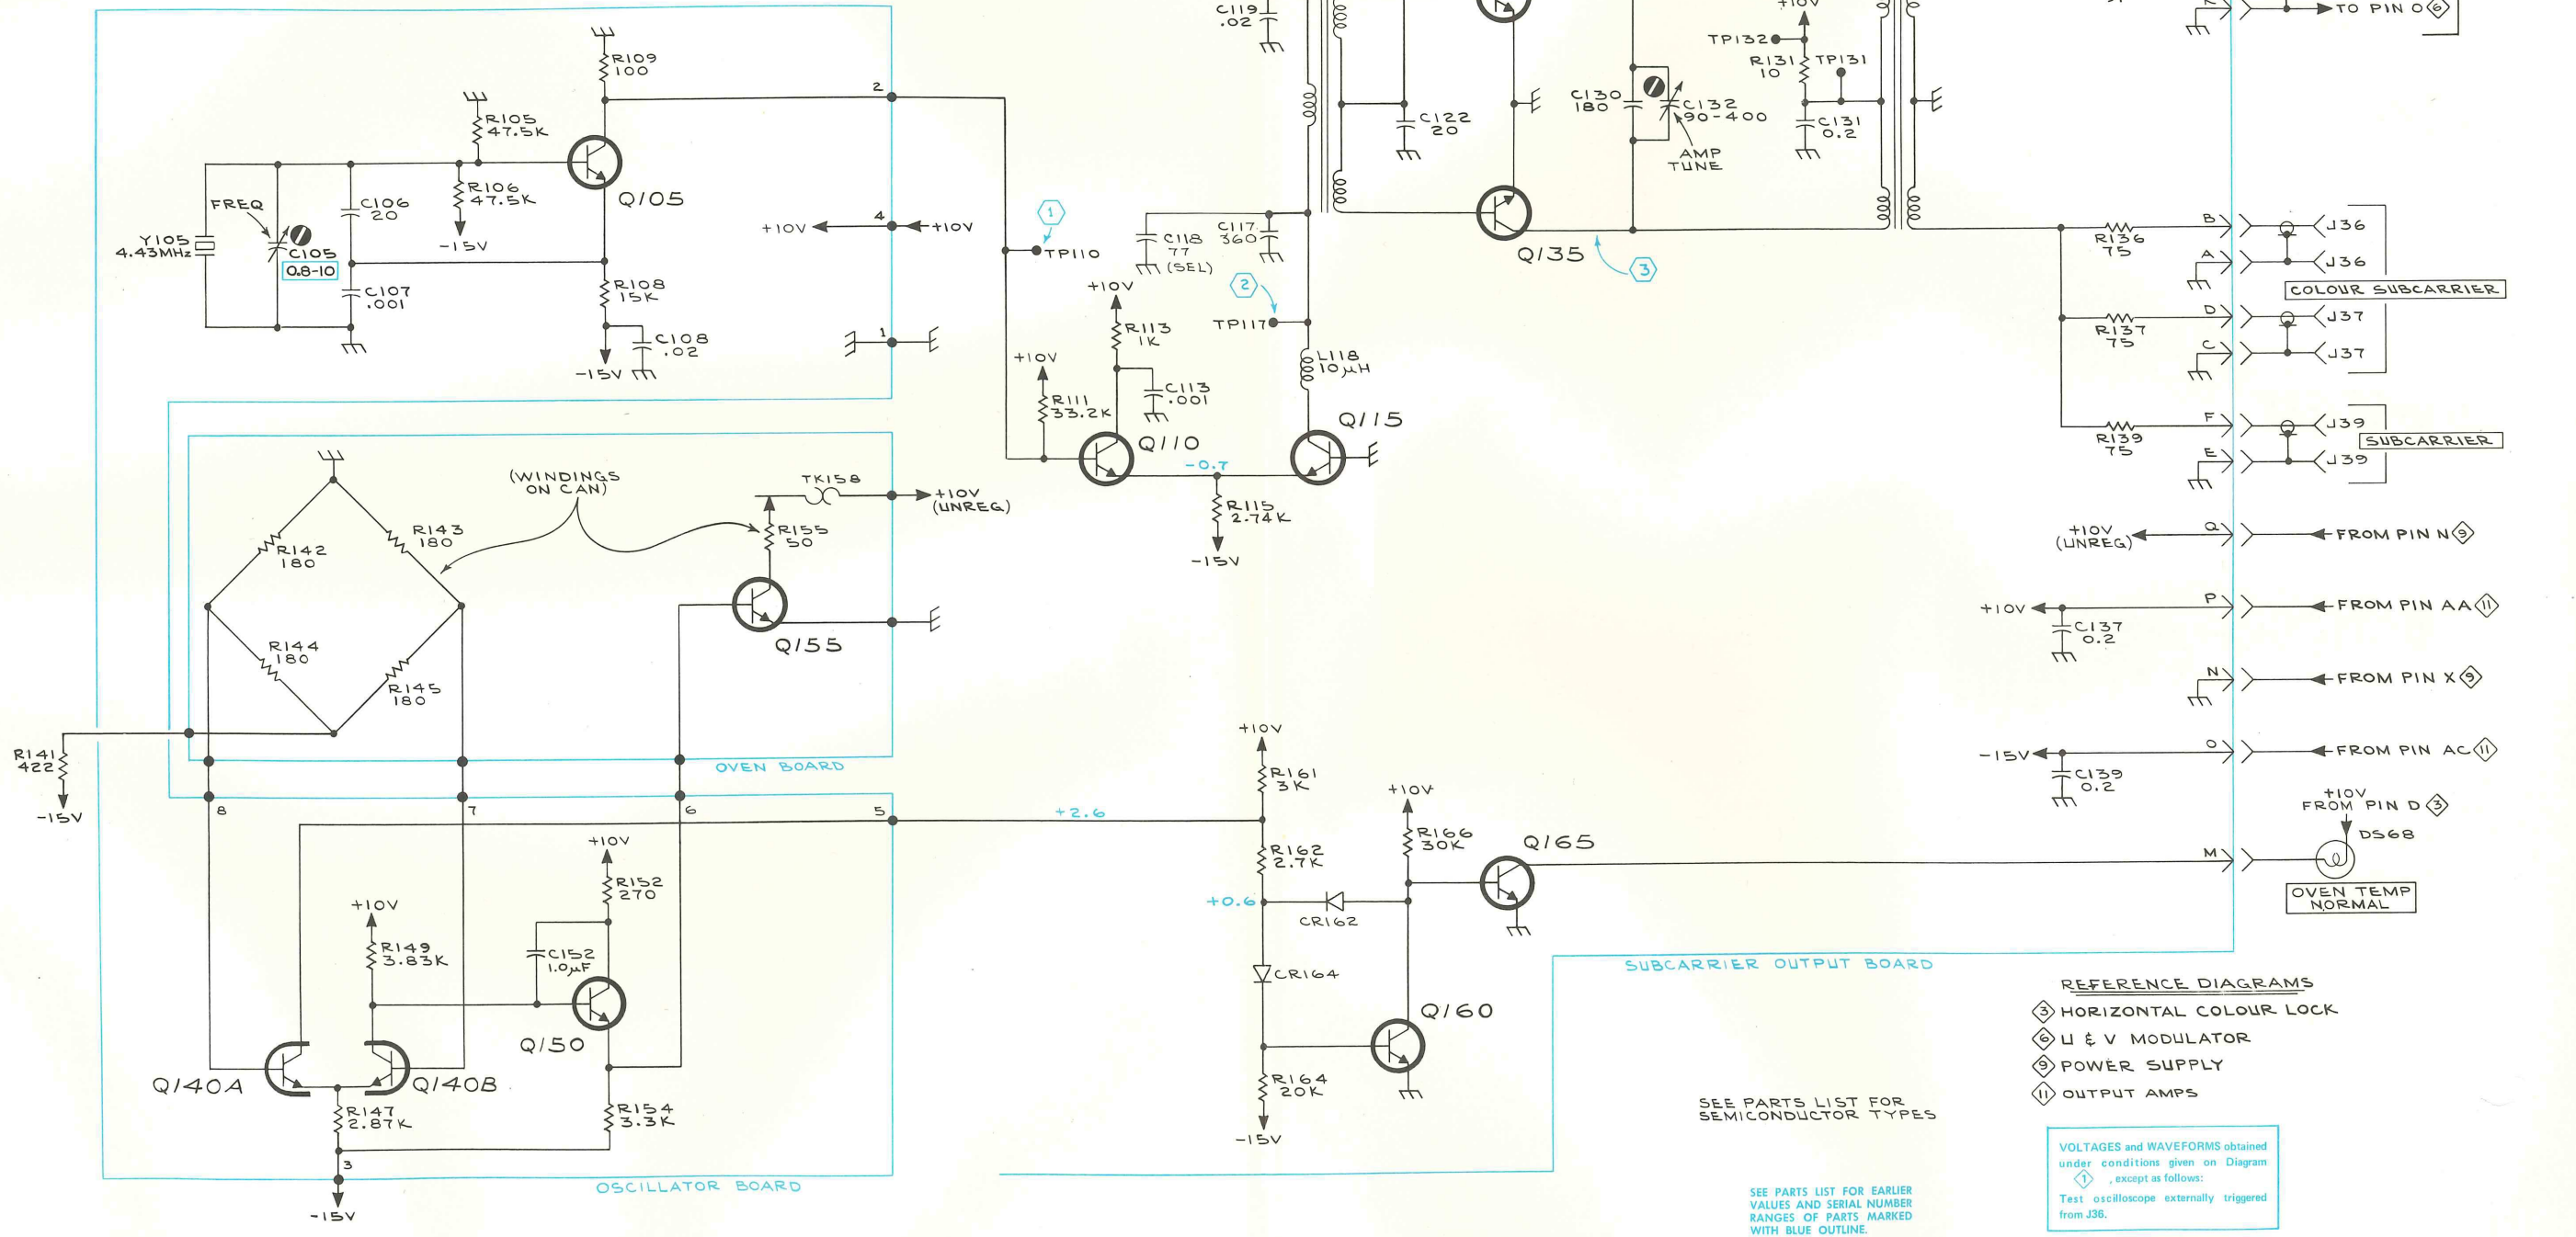 C119
.02
+10V
TP132
R131
10
TP131
C131
0.2
TO PIN O 6
R109
100
2
R105
47.5K
Q105
R106
47.5K
-15V
FREQ
C106
20
Y105
4.43MHz
C105
0.8-10
C107
.001
R108
15K
C108
.02
-15V
+10V
4
+10V
1
1
TP110
C122
20
C130
180
C132
90-400
AMP
TUNE
C118
77
(SEL)
C117
360
Q135
3
2
TP117
+10V
R113
1K
C113
.001
+10V
R111
33.2K
L118
10μH
Q110
Q115
-0.7
R115
2.74K
-15V
R136
75
B
J36
A
J36
COLOUR SUBCARRIER
R137
75
D
J37
C
J37
R139
75
F
J39
SUBCARRIER
E
J39
+10V
(UNREG)
Q
FROM PIN N 9
+10V
P
FROM PIN AA 11
C137
0.2
N
FROM PIN X 9
-15V
O
FROM PIN AC 11
C139
0.2
+10V
FROM PIN D 3
DS68
M
OVEN TEMP
NORMAL
(WINDINGS
ON CAN)
TK158
+10V
(UNREG)
R142
180
R143
180
R155
50
Q155
R144
180
R145
180
R141
422
-15V
OVEN BOARD
8
7
6
5
+2.6
+10V
R161
3K
R162
2.7K
+0.6
CR162
+10V
R166
30K
Q165
CR164
Q160
R164
20K
-15V
+10V
R152
270
+10V
R149
3.83K
C152
1.0μF
Q150
Q140A
Q140B
R147
2.87K
R154
3.3K
3
-15V
OSCILLATOR BOARD
SUBCARRIER OUTPUT BOARD
REFERENCE DIAGRAMS
3 HORIZONTAL COLOUR LOCK
6 U & V MODULATOR
9 POWER SUPPLY
11 OUTPUT AMPS
SEE PARTS LIST FOR
SEMICONDUCTOR TYPES
SEE PARTS LIST FOR EARLIER
VALUES AND SERIAL NUMBER
RANGES OF PARTS MARKED
WITH BLUE OUTLINE.
VOLTAGES and WAVEFORMS obtained
under conditions given on Diagram
1 , except as follows:
Test oscilloscope externally triggered
from J36.